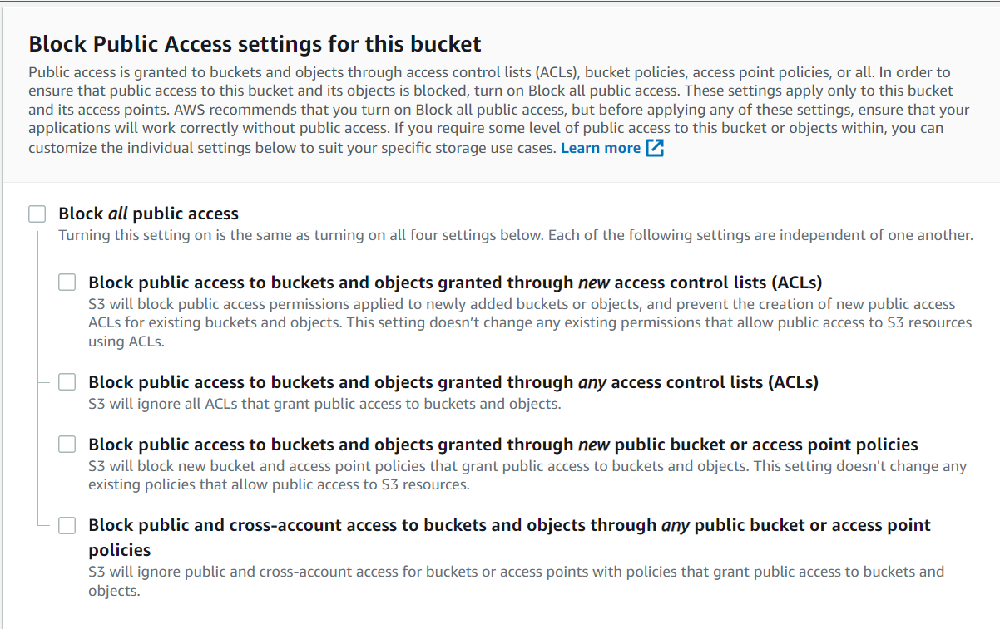 Block Public Access settings for this bucket
Public access is granted to buckets and objects through access control lists (ACLs), bucket policies, access point policies, or all. In order to
ensure that public access to this bucket and its objects is blocked, turn on Block all public access. These settings apply only to this bucket
and its access points. AWS recommends that you turn on Block all public access, but before applying any of these settings, ensure that your
applications will work correctly without public access. If you require some level of public access to this bucket or objects within, you can
customize the individual settings below to suit your specific storage use cases. Learn more
Block all public access
Turning this setting on is the same as turning on all four settings below. Each of the following settings are independent of one another.
Block public access to buckets and objects granted through new access control lists (ACLs)
S3 will block public access permissions applied to newly added buckets or objects, and prevent the creation of new public access
ACLs for existing buckets and objects. This setting doesn’t change any existing permissions that allow public access to S3 resources
using ACLs.
Block public access to buckets and objects granted through any access control lists (ACLs)
S3 will ignore all ACLs that grant public access to buckets and objects.
Block public access to buckets and objects granted through new public bucket or access point policies
S3 will block new bucket and access point policies that grant public access to buckets and objects. This setting doesn't change any
existing policies that allow public access to S3 resources.
Block public and cross-account access to buckets and objects through any public bucket or access point
policies
S3 will ignore public and cross-account access for buckets or access points with policies that grant public access to buckets and
objects.